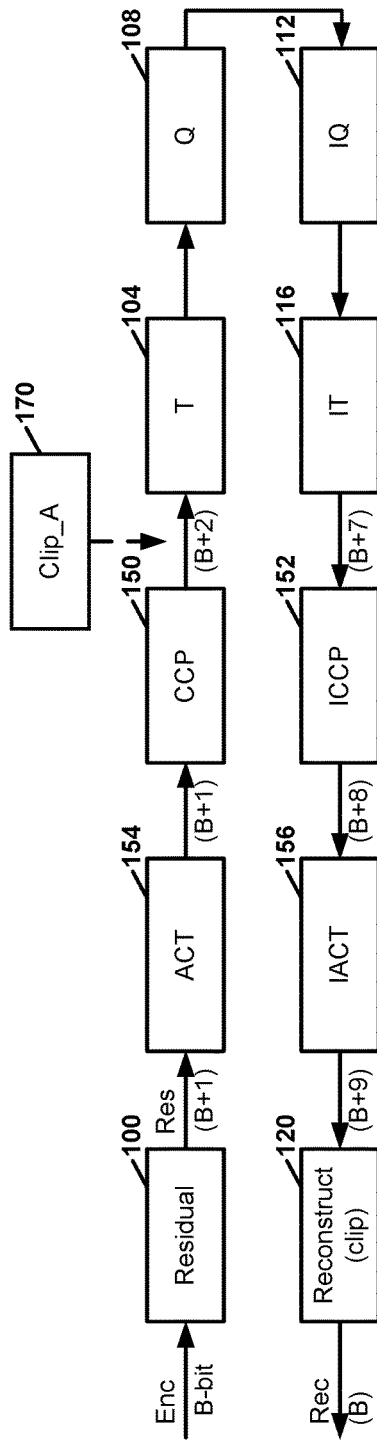 170
Clip_A
Enc
B-bit
100
Residual
Res
(B+1)
154
ACT
(B+1)
150
CCP
(B+2)
104
T
108
Q
112
IQ
116
IT
(B+7)
152
ICCP
(B+8)
156
IACT
(B+9)
120
Reconstruct
(clip)
Rec
(B)